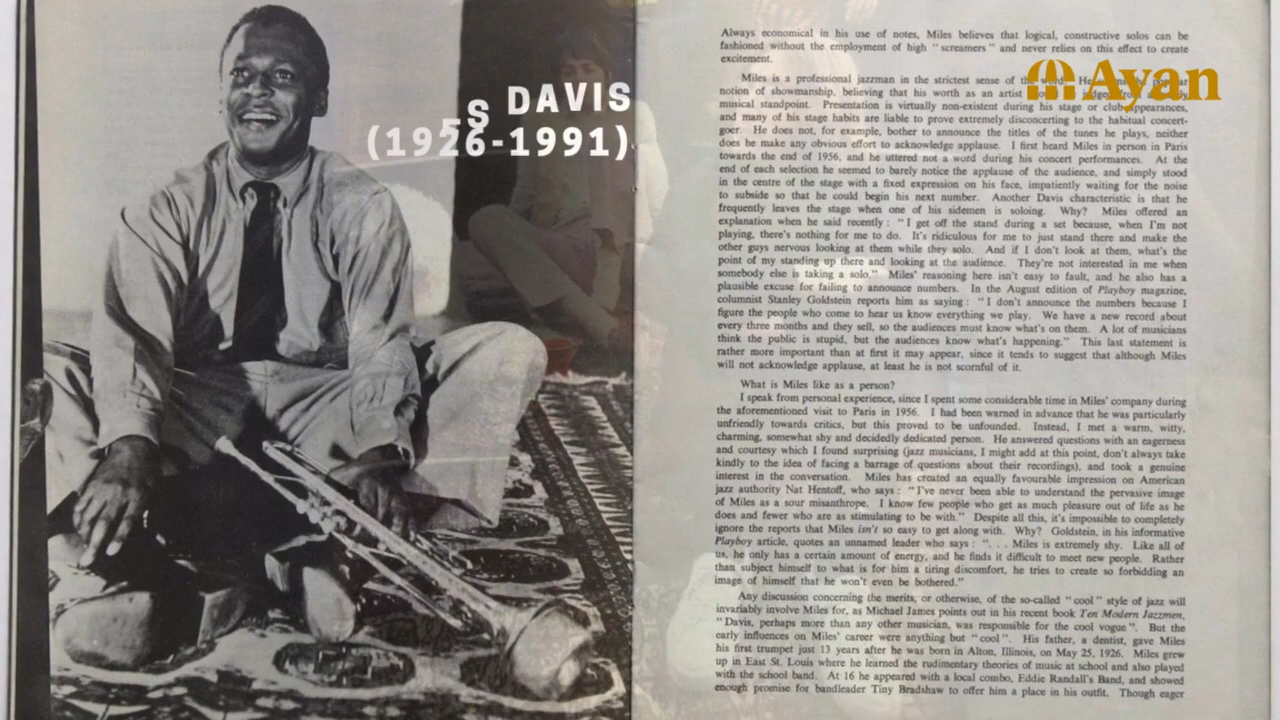 S DAVIS
(1926-1991)
Ayan
Always economical in his use of notes, Miles believes that logical, constructive solos can be
fashioned without the employment of high "screamers" and never relies on this effect to create
excitement.
Miles is a professional jazzman in the strictest sense of the word. He
notion of showmanship, believing that his worth as an artist
musical standpoint. Presentation is virtually non-existent during his stage or club appearances,
and many of his stage habits are liable to prove extremely disconcerting to the habitual concert-
goer. He does not, for example, bother to announce the titles of the tunes he plays, neither
does he make any obvious effort to acknowledge applause. I first heard Miles in person in Paris
towards the end of 1956, and he uttered not a word during his concert performances. At the
end of each selection he seemed to barely notice the applause of the audience, and simply stood
in the centre of the stage with a fixed expression on his face, impatiently waiting for the noise
to subside so that he could begin his next number. Another Davis characteristic is that he
frequently leaves the stage when one of his sidemen is soloing. Why? Miles offered an
explanation when he said recently: "I get off the stand during a set because, when I'm not
playing, there's nothing for me to do. It's ridiculous for me to just stand there and make the
other guys nervous looking at them while they solo. And if I don't look at them, what's the
point of my standing up there and looking at the audience. They're not interested in me when
somebody else is taking a solo." Miles' reasoning here isn't easy to fault, and he also has a
plausible excuse for failing to announce numbers. In the August edition of Playboy magazine,
columnist Stanley Goldstein reports him as saying: "I don't announce the numbers because I
figure the people who come to hear us know everything we play. We have a new record about
every three months and they sell, so the audiences must know what's on them. A lot of musicians
think the public is stupid, but the audiences know what's happening." This last statement is
rather more important than at first it may appear, since it tends to suggest that although Miles
will not acknowledge applause, at least he is not scornful of it.
What is Miles like as a person?
I speak from personal experience, since I spent some considerable time in Miles' company during
the aforementioned visit to Paris in 1956. I had been warned in advance that he was particularly
unfriendly towards critics, but this proved to be unfounded. Instead, I met a warm, witty,
charming, somewhat shy and decidedly dedicated person. He answered questions with an eagerness
and courtesy which I found surprising (jazz musicians, I might add at this point, don't always take
kindly to the idea of facing a barrage of questions about their recordings), and took a genuine
interest in the conversation. Miles has created an equally favourable impression on American
jazz authority Nat Hentoff, who says: "I've never been able to understand the pervasive image
of Miles as a sour misanthrope. I know few people who get as much pleasure out of life as he
does and fewer who are as stimulating to be with." Despite all this, it's impossible to completely
ignore the reports that Miles isn't so easy to get along with. Why? Goldstein, in his informative
Playboy article, quotes an unnamed leader who says: ". . . Miles is extremely shy. Like all of
us, he only has a certain amount of energy, and he finds it difficult to meet new people. Rather
than subject himself to what is for him a tiring discomfort, he tries to create so forbidding an
image of himself that he won't even be bothered."
Any discussion concerning the merits, or otherwise, of the so-called "cool" style of jazz will
invariably involve Miles for, as Michael James points out in his recent book Ten Modern Jazzmen,
"Davis, perhaps more than any other musician, was responsible for the cool vogue". But the
early influences on Miles' career were anything but "cool". His father, a dentist, gave Miles
his first trumpet just 13 years after he was born in Alton, Illinois, on May 25, 1926. Miles grew
up in East St. Louis where he learned the rudimentary theories of music at school and also played
with the school band. At 16 he appeared with a local combo, Eddie Randall's Band, and showed
enough promise for bandleader Tiny Bradshaw to offer him a place in his outfit. Though eager